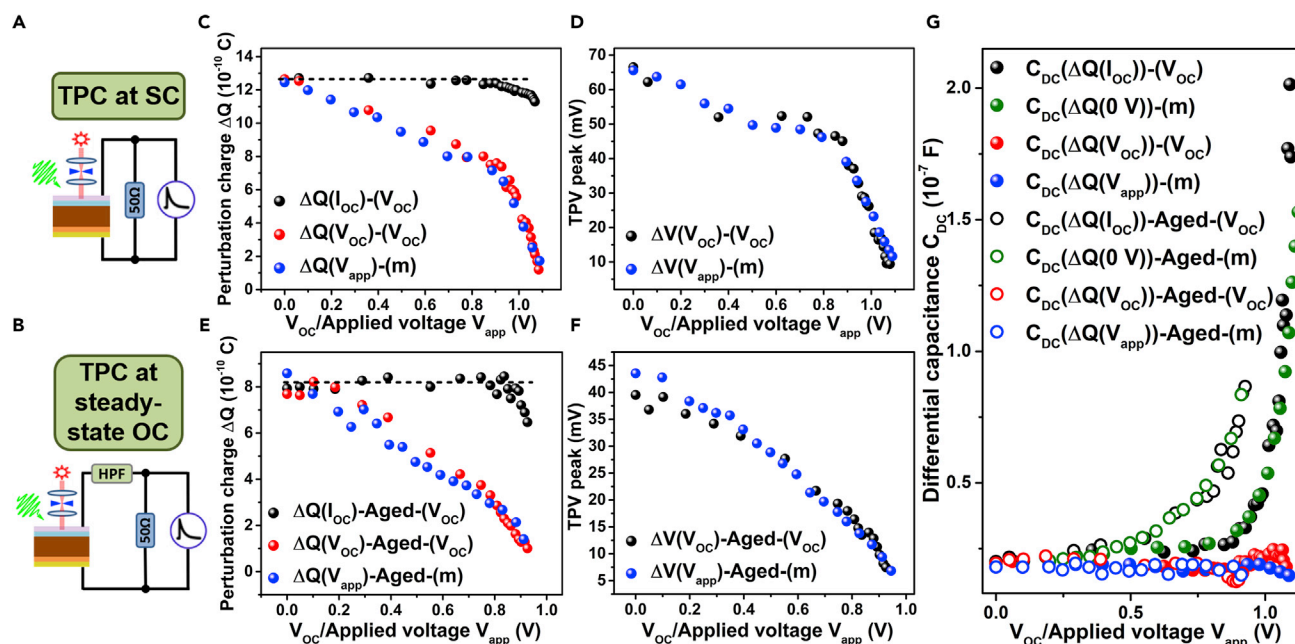 A
TPC at SC
50Ω
B
TPC at
steady-
state OC
HPF
50Ω
C
Perturbation charge ΔQ (10⁻¹⁰ C)
14
12
10
8
6
4
2
0
ΔQ(I_OC)-(V_OC)
ΔQ(V_OC)-(V_OC)
ΔQ(V_app)-(m)
0.0 0.2 0.4 0.6 0.8 1.0
V_OC/Applied voltage V_app (V)
D
TPV peak (mV)
70
60
50
40
30
20
10
ΔV(V_OC)-(V_OC)
ΔV(V_app)-(m)
0.0 0.2 0.4 0.6 0.8 1.0
V_OC/Applied voltage V_app (V)
E
Perturbation charge ΔQ (10⁻¹⁰ C)
8
6
4
2
0
ΔQ(I_OC)-Aged-(V_OC)
ΔQ(V_OC)-Aged-(V_OC)
ΔQ(V_app)-Aged-(m)
0.0 0.2 0.4 0.6 0.8 1.0
V_OC/Applied voltage V_app (V)
F
TPV peak (mV)
45
40
35
30
25
20
15
10
5
ΔV(V_OC)-Aged-(V_OC)
ΔV(V_app)-Aged-(m)
0.0 0.2 0.4 0.6 0.8 1.0
V_OC/Applied voltage V_app (V)
G
Differential capacitance C_DC (10⁻⁷ F)
2.0
1.5
0.1
0.5
C_DC(ΔQ(I_OC))-(V_OC)
C_DC(ΔQ(0 V))-(m)
C_DC(ΔQ(V_OC))-(V_OC)
C_DC(ΔQ(V_app))-(m)
C_DC(ΔQ(I_OC))-Aged-(V_OC)
C_DC(ΔQ(0 V))-Aged-(m)
C_DC(ΔQ(V_OC))-Aged-(V_OC)
C_DC(ΔQ(V_app))-Aged-(m)
0.0 0.5 1.0
V_OC/Applied voltage V_app (V)